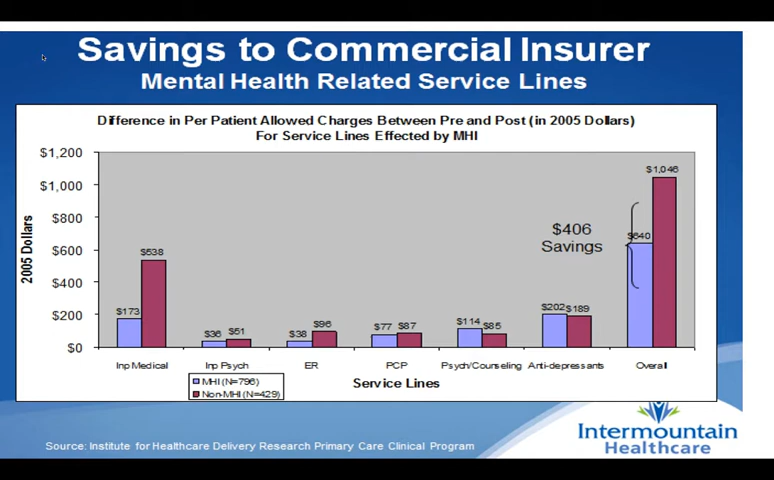 Savings to Commercial Insurer
Mental Health Related Service Lines
Difference in Per Patient Allowed Charges Between Pre and Post (in 2005 Dollars)
For Service Lines Effected by MHI
2005 Dollars
$1,200
$1,000
$800
$600
$400
$200
$0
$173
$538
$36
$51
$38
$96
$77
$87
$114
$85
$202
$189
$640
$1,046
$406
Savings
Inp Medical
Inp Psych
ER
PCP
Psych/Counseling
Anti-depressants
Overall
Service Lines
MHI (N=796)
Non-MHI (N=429)
Source: Institute for Healthcare Delivery Research Primary Care Clinical Program
Intermountain
Healthcare